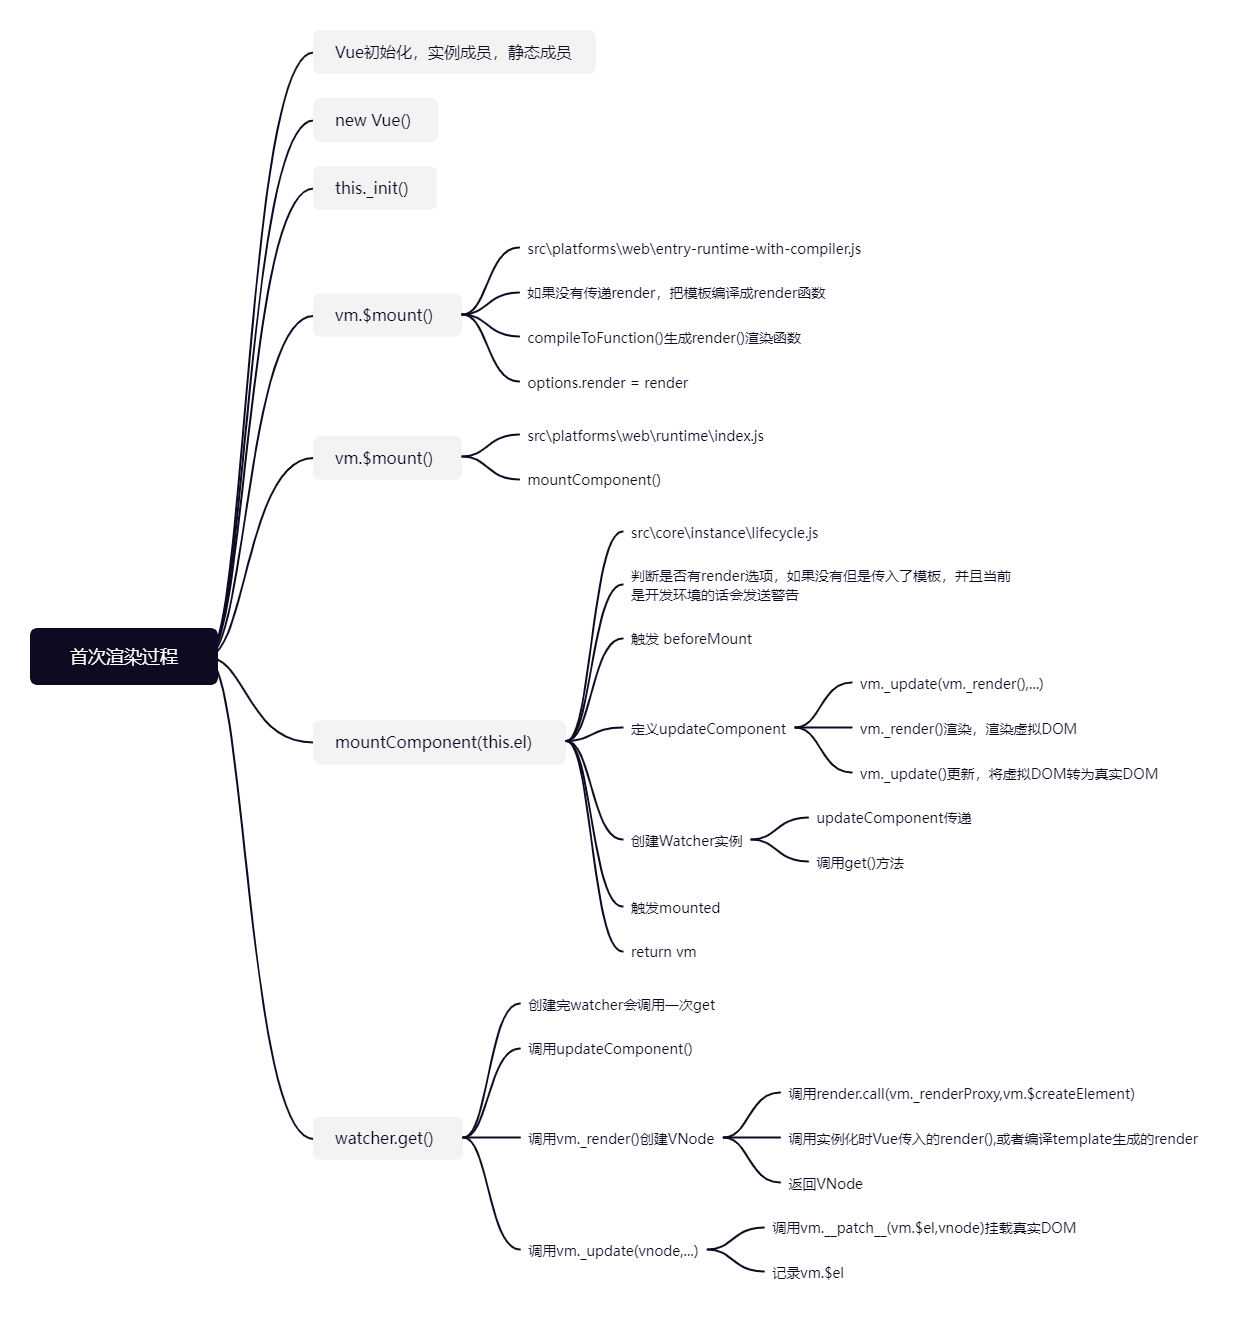 首次渲染过程
Vue初始化，实例成员，静态成员
new Vue()
this._init()
vm.$mount()
src\platforms\web\entry-runtime-with-compiler.js
如果没有传递render，把模板编译成render函数
compileToFunction()生成render()渲染函数
options.render = render
vm.$mount()
src\platforms\web\runtime\index.js
mountComponent()
mountComponent(this.el)
src\core\instance\lifecycle.js
判断是否有render选项，如果没有但是传入了模板，并且当前
是开发环境的话会发送警告
触发 beforeMount
定义updateComponent
vm._update(vm._render(),...)
vm._render()渲染，渲染虚拟DOM
vm._update()更新，将虚拟DOM转为真实DOM
创建Watcher实例
updateComponent传递
调用get()方法
触发mounted
return vm
watcher.get()
创建完watcher会调用一次get
调用updateComponent()
调用vm._render()创建VNode
调用render.call(vm._renderProxy,vm.$createElement)
调用实例化时Vue传入的render(),或者编译template生成的render
返回VNode
调用vm._update(vnode,...)
调用vm.__patch__(vm.$el,vnode)挂载真实DOM
记录vm.$el